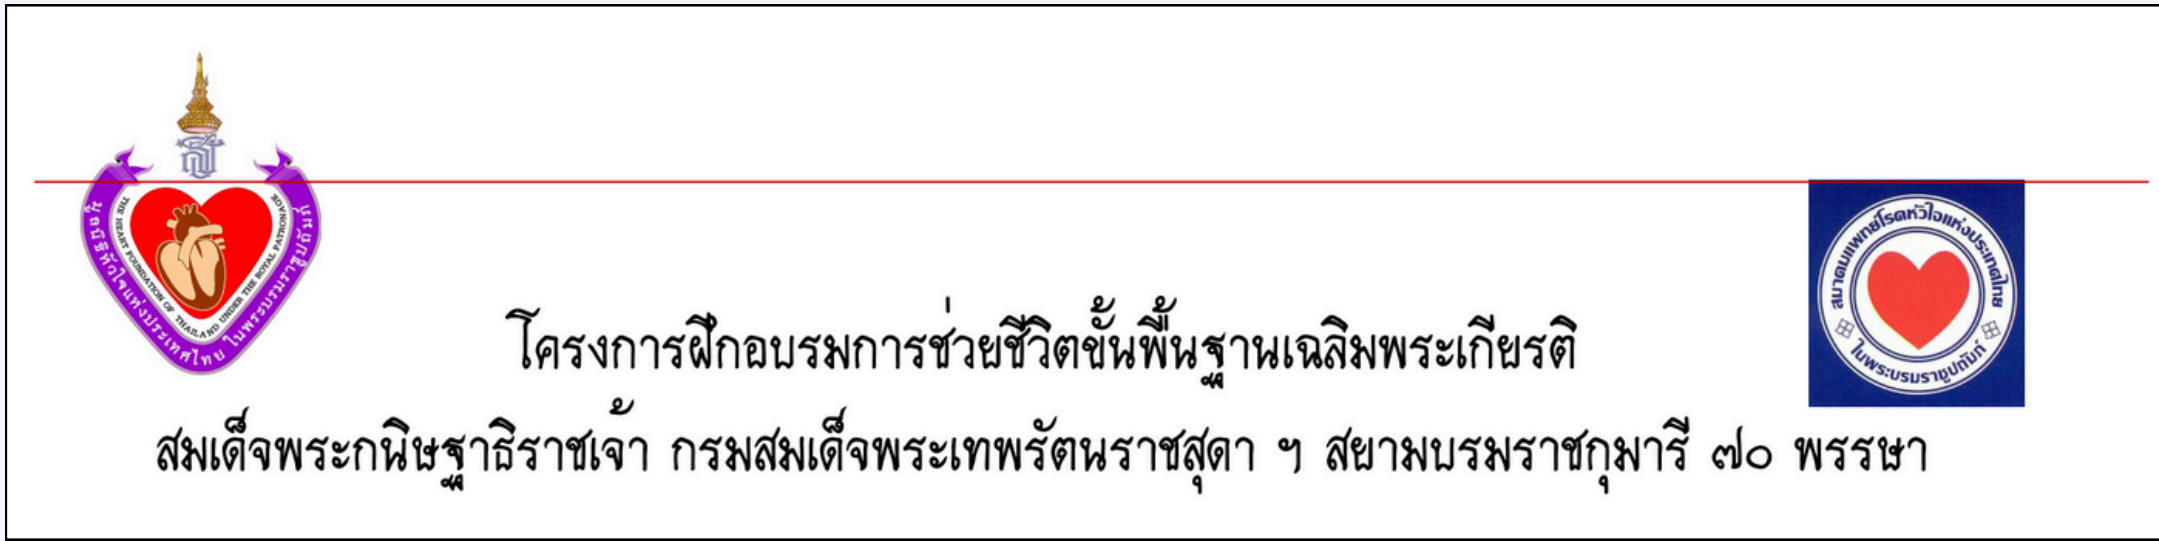 มูลนิธิหัวใจแห่งประเทศไทย ในพระบรมราชูปถัมภ์
THE HEART FOUNDATION OF THAILAND UNDER THE ROYAL PATRONAGE
สมาคมแพทย์โรคหัวใจแห่งประเทศไทย
ในพระบรมราชูปถัมภ์
โครงการฝึกอบรมการช่วยชีวิตขั้นพื้นฐานเฉลิมพระเกียรติ
สมเด็จพระกนิษฐาธิราชเจ้า กรมสมเด็จพระเทพรัตนราชสุดา ฯ สยามบรมราชกุมารี ๗๐ พรรษา